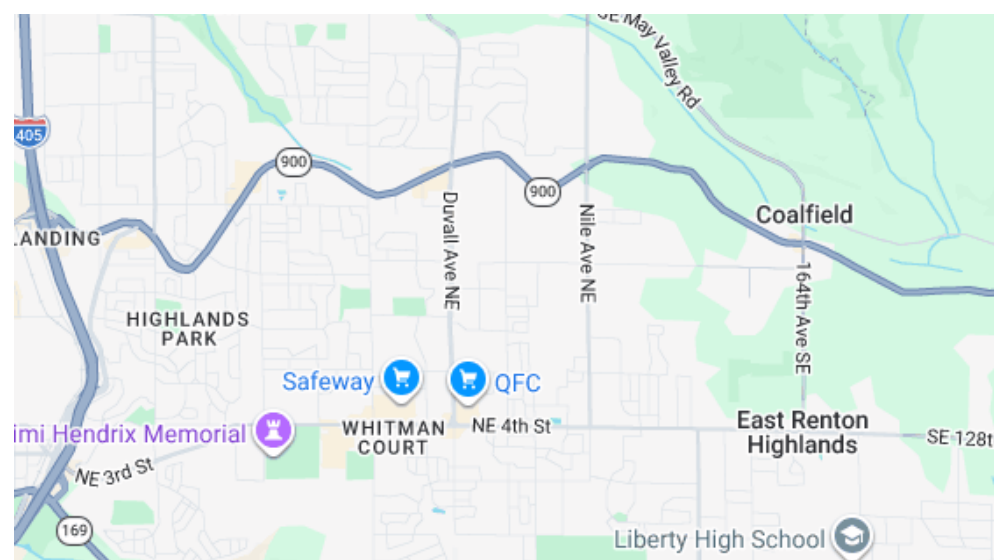 SE May Valley Rd
405
900
900
Duvall Ave NE
Nile Ave NE
Coalfield
LANDING
164th Ave SE
HIGHLANDS
PARK
Safeway
QFC
imi Hendrix Memorial
WHITMAN
COURT
NE 4th St
East Renton
Highlands
SE 128t
NE 3rd St
169
Liberty High School